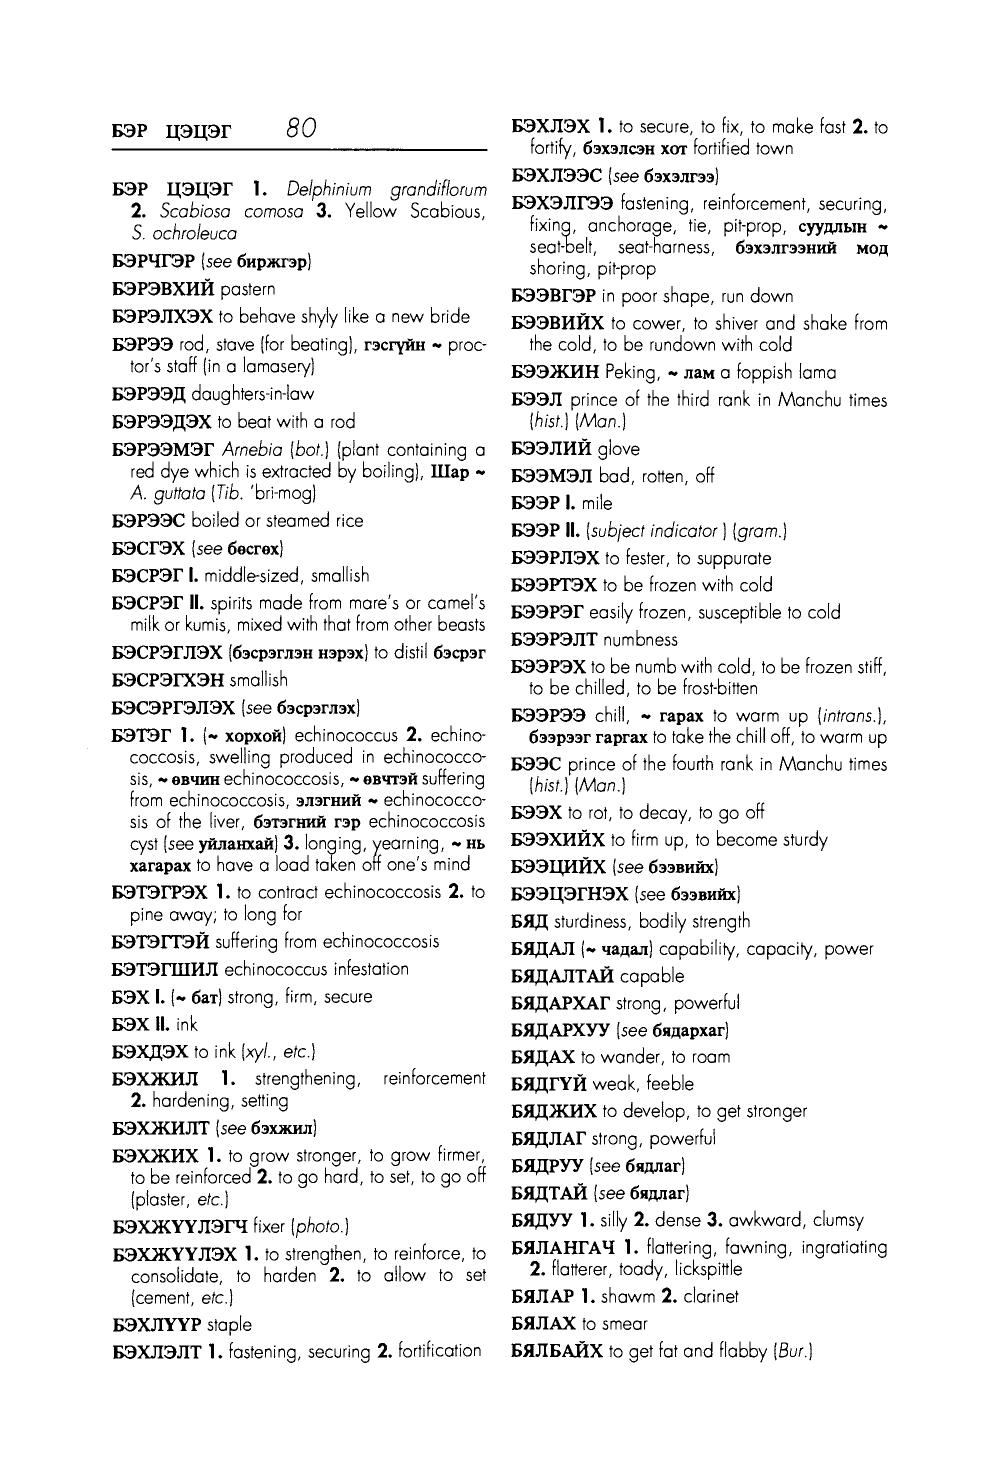 БЭР ЦЭЦЭГ 80
БЭР ЦЭЦЭГ 1. Delphinium grandiflorum
2. Scabiosa comosa 3. Yellow Scabious,
S. ochroleuca
БЭРЧГЭР (see биржгэр)
БЭРЭВХИЙ pastern
БЭРЭЛХЭХ to behave shyly like a new bride
БЭРЭЭ rod, stave (for beating), гэсгүйн ~ proc-
tor's staff (in a lamasery)
БЭРЭЭД daughters-in-law
БЭРЭЭДЭХ to beat with a rod
БЭРЭЭМЭГ Arnebia (bot.) (plant containing a
red dye which is extracted by boiling), Шар ~
A. guttata (Tib. 'bri-mog)
БЭРЭЭС boiled or steamed rice
БЭСГЭХ (see бөсгөх)
БЭСРЭГ I. middle-sized, smallish
БЭСРЭГ II. spirits made from mare's or camel's
milk or kumis, mixed with that from other beasts
БЭСРЭГЛЭХ (бэсрэглэн нэрэх) to distil бэсрэг
БЭСРЭГХЭН smallish
БЭСЭРГЭЛЭХ (see бэсрэглэх)
БЭТЭГ 1. (~ хорхой) echinococcus 2. echino-
coccosis, swelling produced in echinococco-
sis, ~ өвчин echinococcosis, ~ өвчтэй suffering
from echinococcosis, элэгний ~ echinococco-
sis of the liver, бэтэгний гэр echinococcosis
cyst (see уйланхай) 3. longing, yearning, ~ нь
хагарах to have a load taken off one's mind
БЭТЭГРЭХ 1. to contract echinococcosis 2. to
pine away; to long for
БЭТЭГТЭЙ suffering from echinococcosis
БЭТЭГШИЛ echinococcus infestation
БЭХ I. (~ бат) strong, firm, secure
БЭХ II. ink
БЭХДЭХ to ink (xyl., etc.)
БЭХЖИЛ 1. strengthening, reinforcement
2. hardening, setting
БЭХЖИЛТ (see бэхжил)
БЭХЖИХ 1. to grow stronger, to grow firmer,
to be reinforced 2. to go hard, to set, to go off
(plaster, etc.)
БЭХЖҮҮЛЭГЧ fixer (photo.)
БЭХЖҮҮЛЭХ 1. to strengthen, to reinforce, to
consolidate, to harden 2. to allow to set
(cement, etc.)
БЭХЛҮҮР staple
БЭХЛЭЛТ 1. fastening, securing 2. fortification
БЭХЛЭХ 1. to secure, to fix, to make fast 2. to
fortify, бэхэлсэн хот fortified town
БЭХЛЭЭС (see бэхэлгээ)
БЭХЭЛГЭЭ fastening, reinforcement, securing,
fixing, anchorage, tie, pit-prop, суудлын ~
seat-belt, seat-harness, бэхэлгээний мод
shoring, pit-prop
БЭЭВГЭР in poor shape, run down
БЭЭВИЙХ to cower, to shiver and shake from
the cold, to be rundown with cold
БЭЭЖИН Peking, ~ лам a foppish lama
БЭЭЛ prince of the third rank in Manchu times
(hist.) (Man.)
БЭЭЛИЙ glove
БЭЭМЭЛ bad, rotten, off
БЭЭР I. mile
БЭЭР II. (subject indicator) (gram.)
БЭЭРЛЭХ to fester, to suppurate
БЭЭРТЭХ to be frozen with cold
БЭЭРЭГ easily frozen, susceptible to cold
БЭЭРЭЛТ numbness
БЭЭРЭХ to be numb with cold, to be frozen stiff,
to be chilled, to be frost-bitten
БЭЭРЭЭ chill, ~ гарах to warm up (intrans.),
бээрээг гаргах to take the chill off, to warm up
БЭЭС prince of the fourth rank in Manchu times
(hist.) (Man.)
БЭЭХ to rot, to decay, to go off
БЭЭХИЙХ to firm up, to become sturdy
БЭЭЦИЙХ (see бээвийх)
БЭЭЦЭГНЭХ (see бээвийх)
БЯД sturdiness, bodily strength
БЯДАЛ (~ чадал) capability, capacity, power
БЯДАЛТАЙ capable
БЯДАРХАГ strong, powerful
БЯДАРХУУ (see бядархаг)
БЯДАХ to wander, to roam
БЯДГҮЙ weak, feeble
БЯДЖИХ to develop, to get stronger
БЯДЛАГ strong, powerful
БЯДРУУ (see бядлаг)
БЯДТАЙ (see бядлаг)
БЯДУУ 1. silly 2. dense 3. awkward, clumsy
БЯЛАНГАЧ 1. flattering, fawning, ingratiating
2. flatterer, toady, lickspittle
БЯЛАР 1. shawm 2. clarinet
БЯЛАХ to smear
БЯЛБАЙХ to get fat and flabby (Bur.)